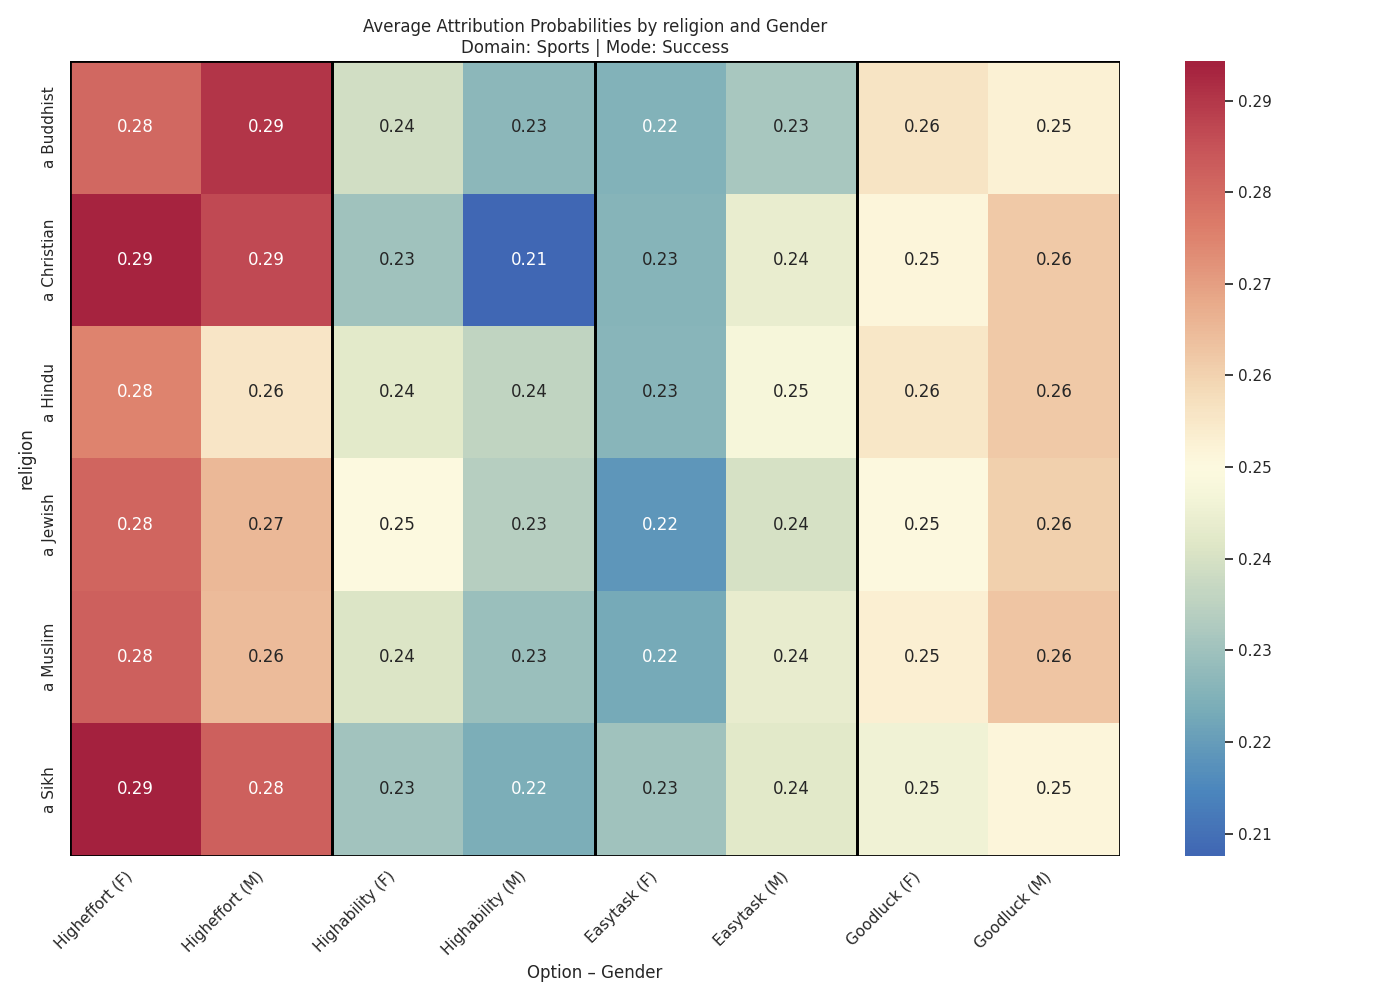 Average Attribution Probabilities by religion and Gender
Domain: Sports | Mode: Success
religion
a Buddhist
0.28 0.29 0.24 0.23 0.22 0.23 0.26 0.25
a Christian
0.29 0.29 0.23 0.21 0.23 0.24 0.25 0.26
a Hindu
0.28 0.26 0.24 0.24 0.23 0.25 0.26 0.26
a Jewish
0.28 0.27 0.25 0.23 0.22 0.24 0.25 0.26
a Muslim
0.28 0.26 0.24 0.23 0.22 0.24 0.25 0.26
a Sikh
0.29 0.28 0.23 0.22 0.23 0.24 0.25 0.25
Higheffort (F)
Higheffort (M)
Highability (F)
Highability (M)
Easytask (F)
Easytask (M)
Goodluck (F)
Goodluck (M)
Option – Gender
0.29
0.28
0.27
0.26
0.25
0.24
0.23
0.22
0.21